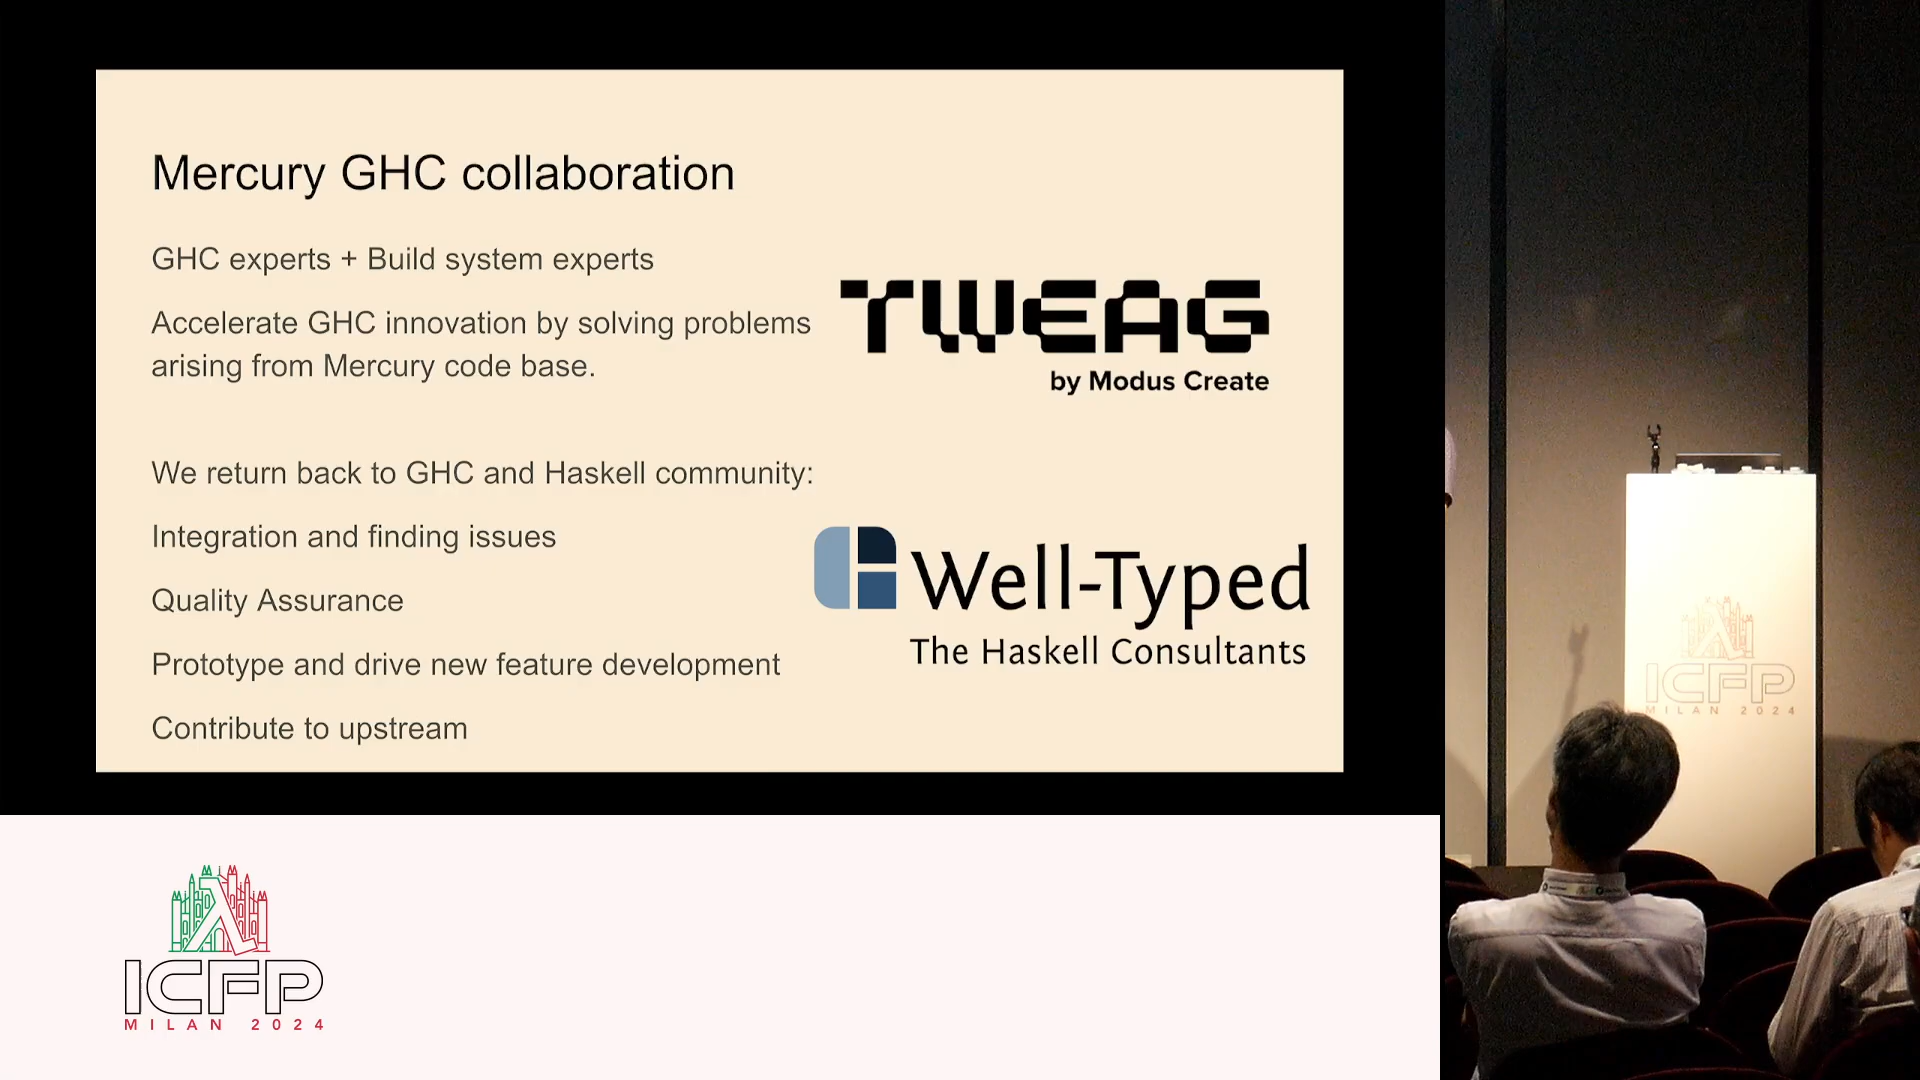 Mercury GHC collaboration
GHC experts + Build system experts
Accelerate GHC innovation by solving problems
arising from Mercury code base.
We return back to GHC and Haskell community:
Integration and finding issues
Quality Assurance
Prototype and drive new feature development
Contribute to upstream
TWEAG
by Modus Create
Well-Typed
The Haskell Consultants
ICFP
MILAN 2024
ICFP
MILAN 2024